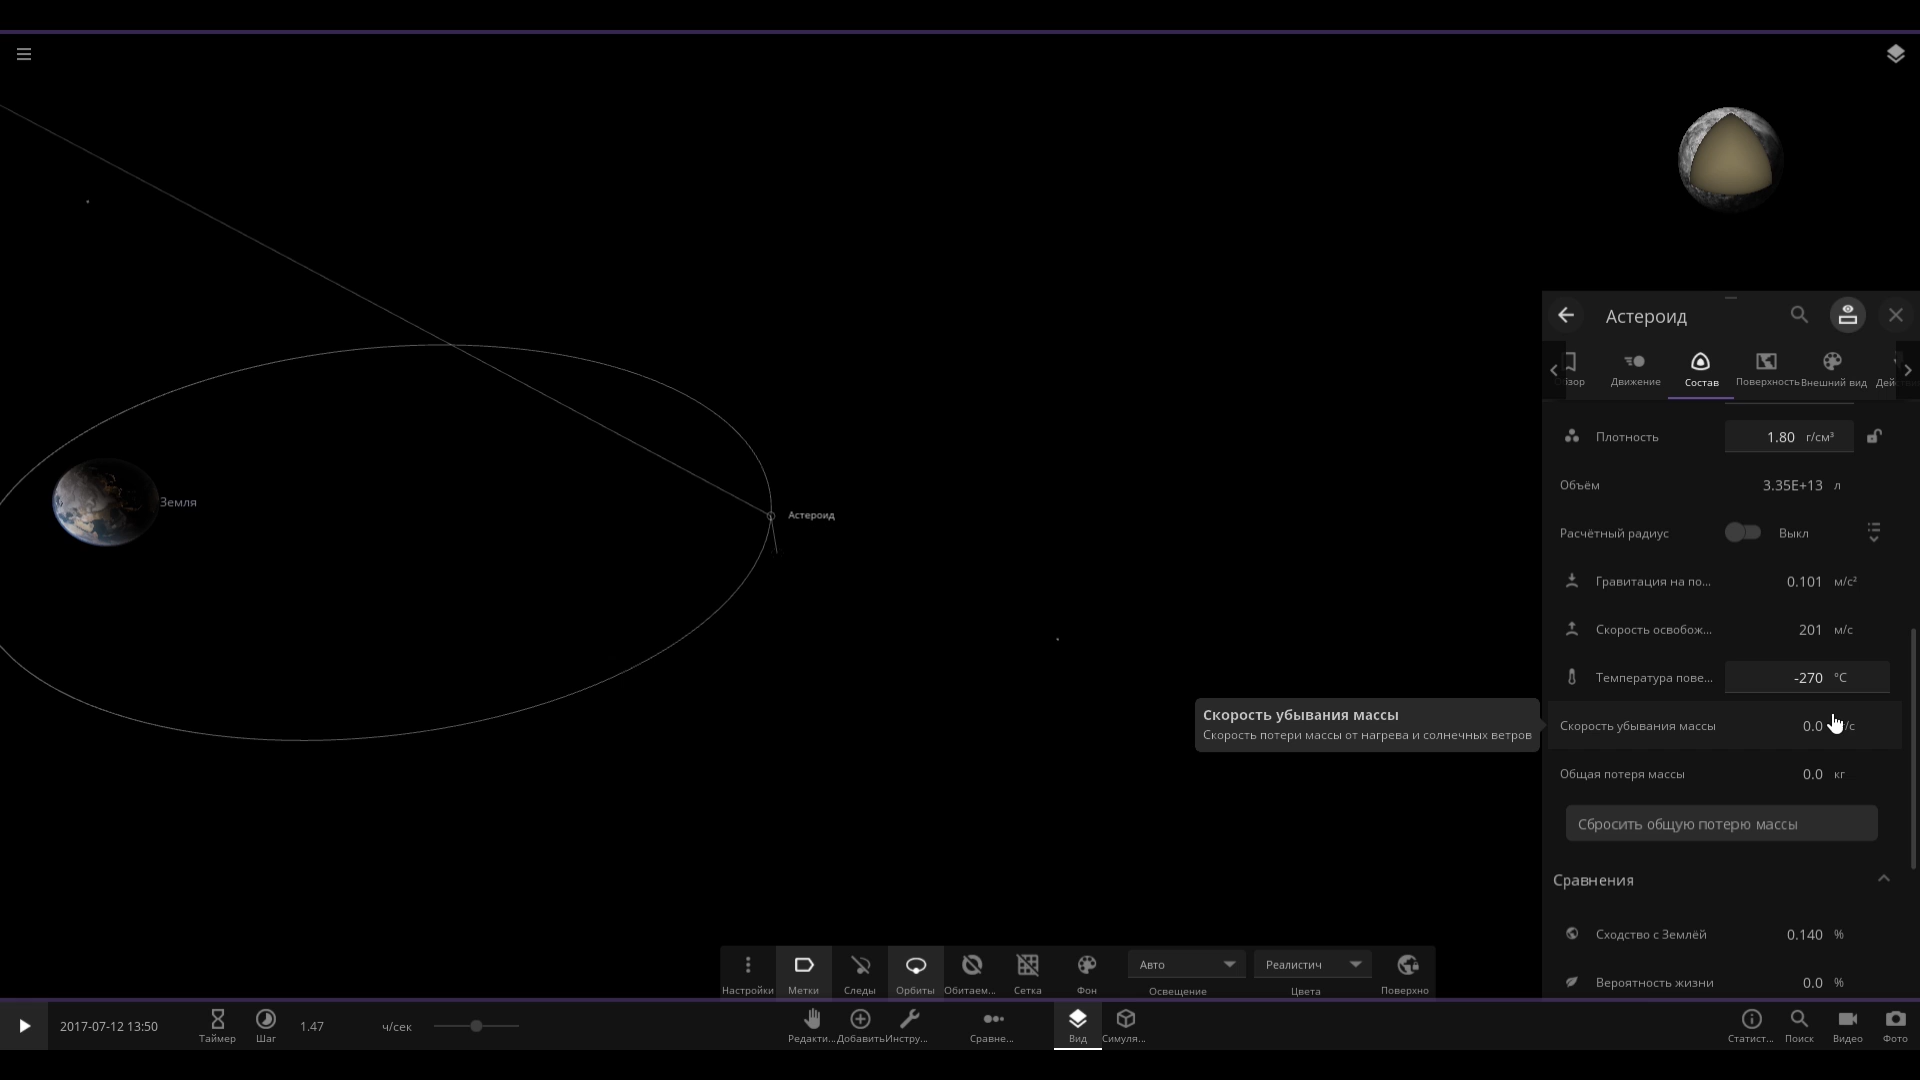 Астероид
Обзор
Движение
Состав
Поверхность
Внешний вид
Плотность
1.80 г/см³
Объём
3.35E+13 л
Расчётный радиус
Выкл
Гравитация на по...
0.101 м/с²
Скорость освобож...
201 м/с
Температура пове...
-270 °C
Скорость убывания массы
0.0
/с
Общая потеря массы
0.0 кг
Сбросить общую потерю массы
Сравнения
Сходство с Землёй
0.140 %
Вероятность жизни
0.0 %
Скорость убывания массы
Скорость потери массы от нагрева и солнечных ветров
Земля
Астероид
Настройки
Метки
Следы
Орбиты
Обитаем...
Сетка
Фон
Авто
Освещение
Реалистич
Цвета
Поверхно
2017-07-12 13:50
Таймер
Шаг
1.47
ч/сек
Редакти...
Добавить
Инстру...
Сравне...
Вид
Симуля...
Статист...
Поиск
Видео
Фото